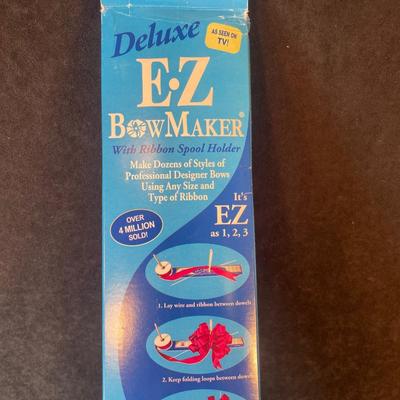 Deluxe
AS SEEN ON
TV!
E·Z
BOWMAKER®
With Ribbon Spool Holder
Make Dozens of Styles of
Professional Designer Bows
Using Any Size and
Type of Ribbon
It's
EZ
as 1, 2, 3
OVER
4 MILLION
SOLD!
1. Lay wire and ribbon between dowels
2. Keep folding loops between dowels